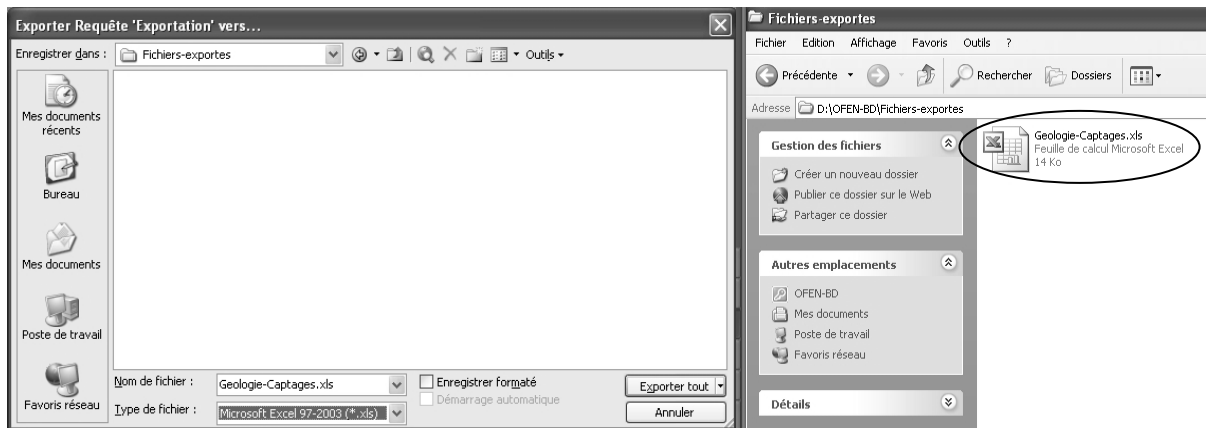 Exporter Requête 'Exportation' vers...
Enregistrer dans : Fichiers-exportes Outils
Mes documents
récents
Bureau
Mes documents
Poste de travail
Favoris réseau
Nom de fichier : Geologie-Captages.xls
Type de fichier : Microsoft Excel 97-2003 (*.xls)
Enregistrer formaté
Démarrage automatique
Exporter tout
Annuler
Fichiers-exportes
Fichier Edition Affichage Favoris Outils ?
Précédente Rechercher Dossiers
Adresse D:\OFEN-BD\Fichiers-exportes
Gestion des fichiers
Créer un nouveau dossier
Publier ce dossier sur le Web
Partager ce dossier
Autres emplacements
OFEN-BD
Mes documents
Poste de travail
Favoris réseau
Détails
Geologie-Captages.xls
Feuille de calcul Microsoft Excel
14 Ko